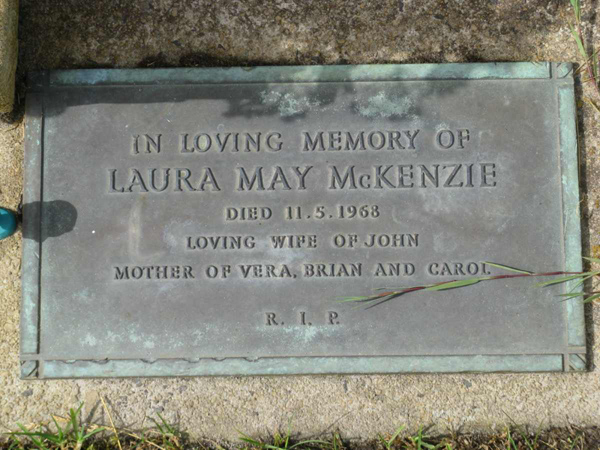 IN LOVING MEMORY OF
LAURA MAY McKENZIE
DIED 11.5.1968
LOVING WIFE OF JOHN
MOTHER OF VERA, BRIAN AND CAROL
R. I. P.